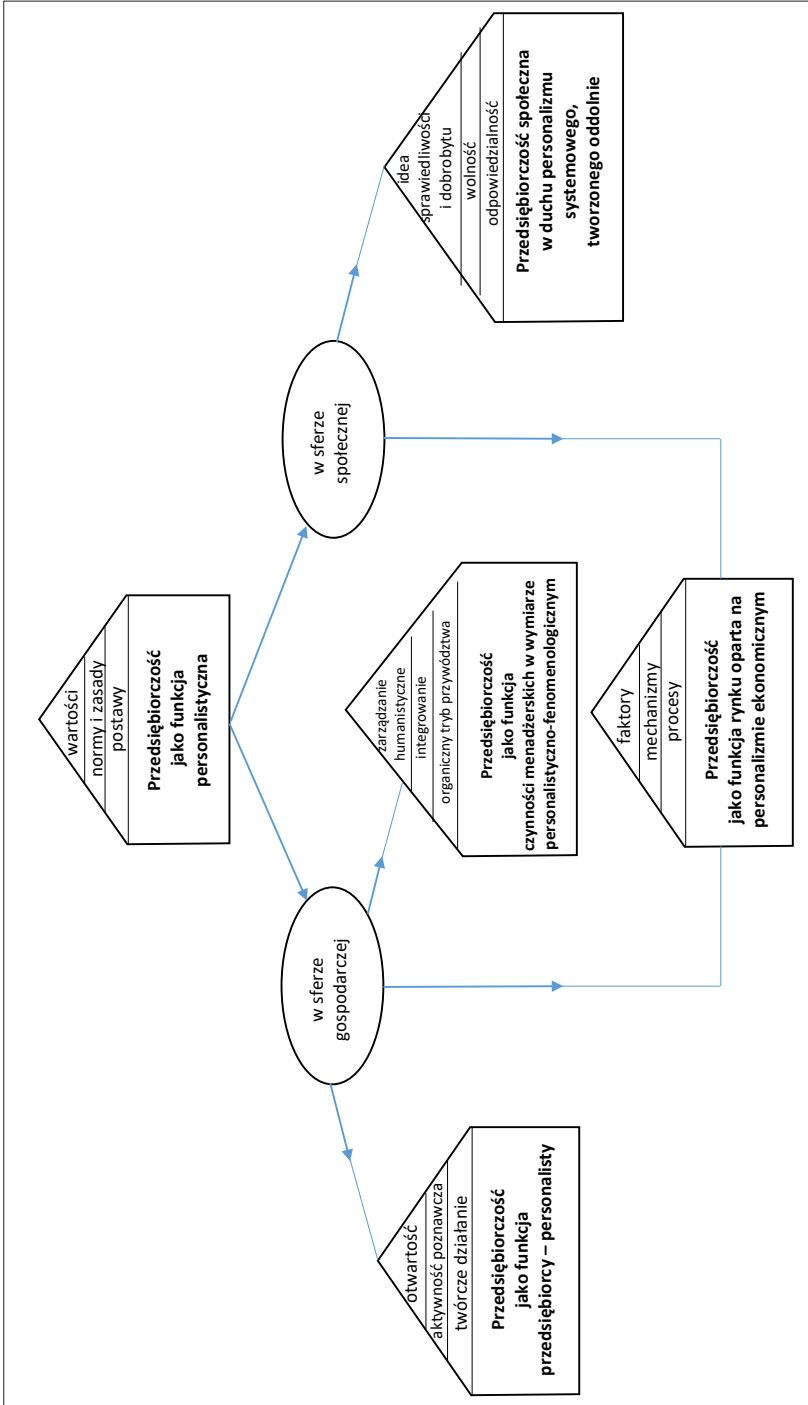 wartości
normy i zasady
postawy
Przedsiębiorczość
jako funkcja
personalistyczna
w sferze
gospodarczej
w sferze
społecznej
otwartość
aktywność poznawcza
twórcze działanie
Przedsiębiorczość
jako funkcja
przedsiębiorcy – personalisty
zarządzanie
humanistyczne
integrowanie
organiczny tryb przywództwa
Przedsiębiorczość
jako funkcja
czynności menadżerskich w wymiarze
personalistyczno-fenomenologicznym
idea
sprawiedliwości
i dobrobytu
wolność
odpowiedzialność
Przedsiębiorczość społeczna
w duchu personalizmu
systemowego,
tworzonego oddolnie
faktory
mechanizmy
procesy
Przedsiębiorczość
jako funkcja rynku oparta na
personalizmie ekonomicznym